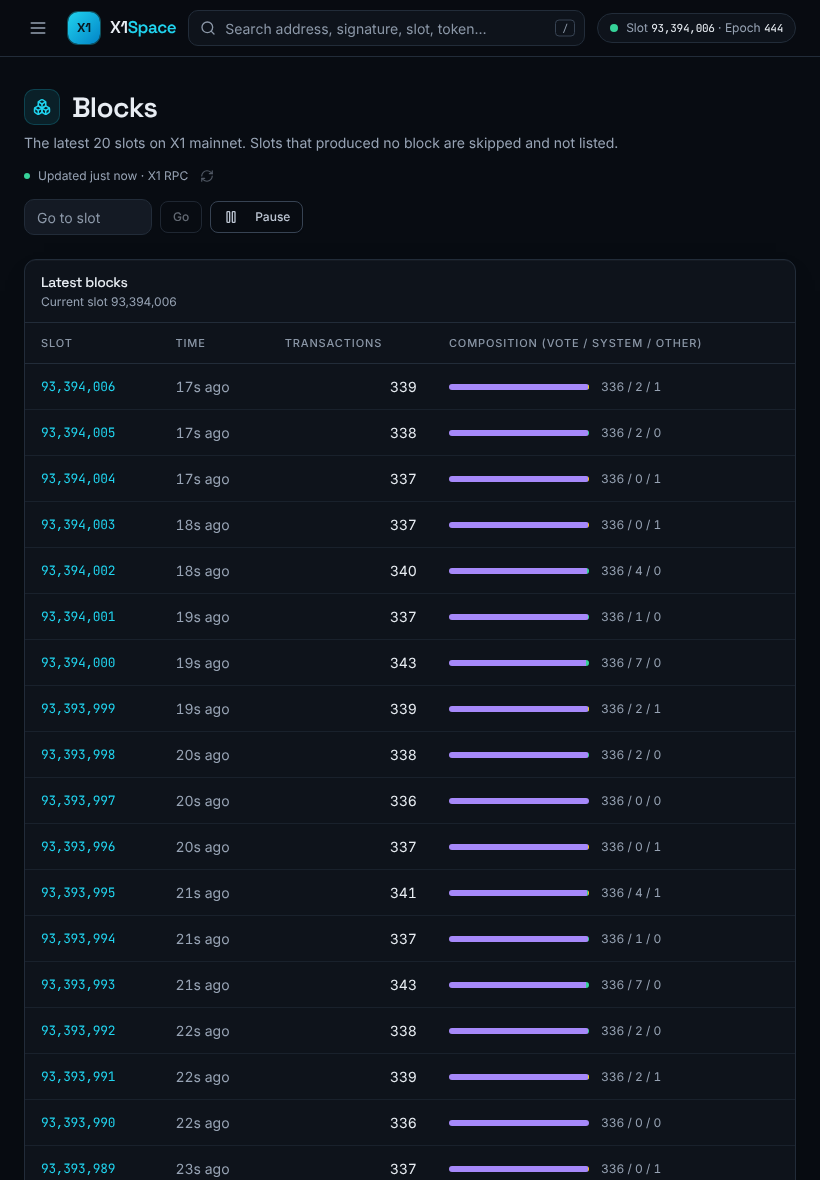 X1 X1Space Search address, signature, slot, token... / Slot 93,394,006 · Epoch 444
Blocks
The latest 20 slots on X1 mainnet. Slots that produced no block are skipped and not listed.
Updated just now · X1 RPC
Go to slot Go Pause
Latest blocks
Current slot 93,394,006
SLOT TIME TRANSACTIONS COMPOSITION (VOTE / SYSTEM / OTHER)
93,394,006 17s ago 339 336 / 2 / 1
93,394,005 17s ago 338 336 / 2 / 0
93,394,004 17s ago 337 336 / 0 / 1
93,394,003 18s ago 337 336 / 0 / 1
93,394,002 18s ago 340 336 / 4 / 0
93,394,001 19s ago 337 336 / 1 / 0
93,394,000 19s ago 343 336 / 7 / 0
93,393,999 19s ago 339 336 / 2 / 1
93,393,998 20s ago 338 336 / 2 / 0
93,393,997 20s ago 336 336 / 0 / 0
93,393,996 20s ago 337 336 / 0 / 1
93,393,995 21s ago 341 336 / 4 / 1
93,393,994 21s ago 337 336 / 1 / 0
93,393,993 21s ago 343 336 / 7 / 0
93,393,992 22s ago 338 336 / 2 / 0
93,393,991 22s ago 339 336 / 2 / 1
93,393,990 22s ago 336 336 / 0 / 0
93,393,989 23s ago 337 336 / 0 / 1